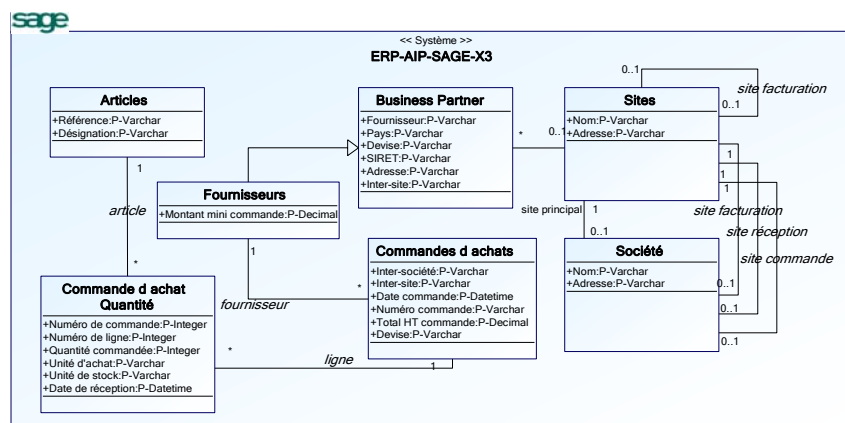 sage
<< Système >>
ERP-AIP-SAGE-X3
0..1
site facturation
0..1
Articles
+Référence:P-Varchar
+Désignation:P-Varchar
Business Partner
+Fournisseur:P-Varchar
+Pays:P-Varchar
+Devise:P-Varchar
+SIRET:P-Varchar
+Adresse:P-Varchar
+Inter-site:P-Varchar
* 0..1
Sites
+Nom:P-Varchar
+Adresse:P-Varchar
1
article
*
Fournisseurs
+Montant mini commande:P-Decimal
1
1
1
1
site principal 1
0..1
site facturation
site réception
site commande
1
fournisseur
*
Commandes d achats
+Inter-société:P-Varchar
+Inter-site:P-Varchar
+Date commande:P-Datetime
+Numéro commande:P-Varchar
+Total HT commande:P-Decimal
+Devise:P-Varchar
Société
+Nom:P-Varchar
+Adresse:P-Varchar
0..1
0..1
0..1
Commande d achat
Quantité
+Numéro de commande:P-Integer
+Numéro de ligne:P-Integer
+Quantité commandée:P-Integer
+Unité d'achat:P-Varchar
+Unité de stock:P-Varchar
+Date de réception:P-Datetime
*
ligne
1